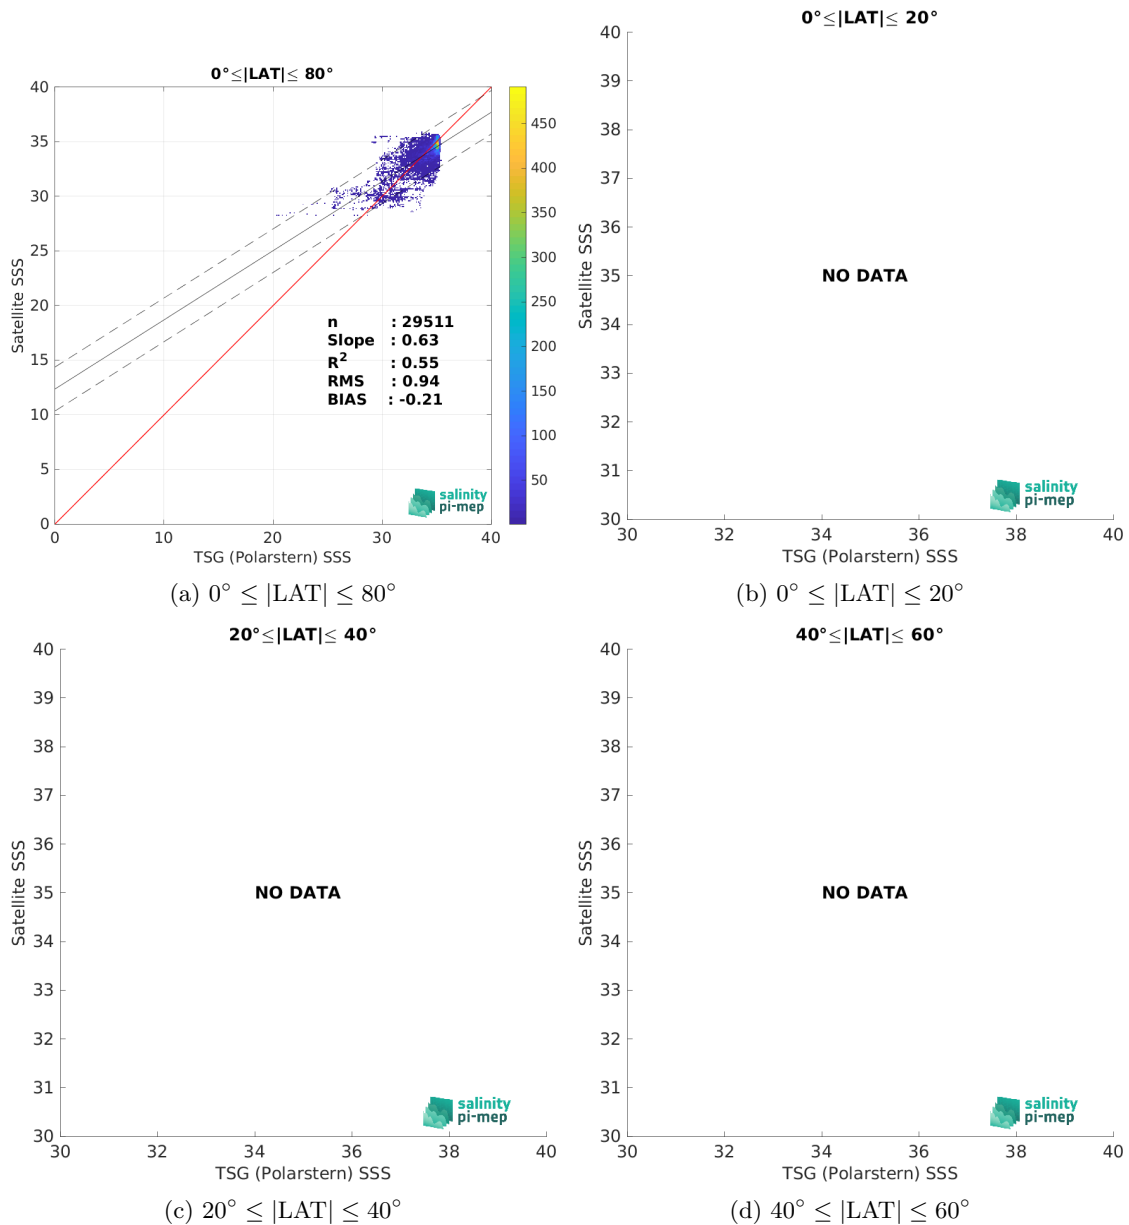 0°≤|LAT|≤ 80°
40
35
30
25
20
15
10
5
0
0
10
20
30
40
Satellite SSS
TSG (Polarstern) SSS
n : 29511
Slope : 0.63
R² : 0.55
RMS : 0.94
BIAS : -0.21
salinity
pi-mep
450
400
350
300
250
200
150
100
50
(a) 0° ≤ |LAT| ≤ 80°
0°≤|LAT|≤ 20°
40
39
38
37
36
35
34
33
32
31
30
30
32
34
36
38
40
Satellite SSS
NO DATA
TSG (Polarstern) SSS
salinity
pi-mep
(b) 0° ≤ |LAT| ≤ 20°
20°≤|LAT|≤ 40°
40
39
38
37
36
35
34
33
32
31
30
30
32
34
36
38
40
Satellite SSS
NO DATA
TSG (Polarstern) SSS
salinity
pi-mep
(c) 20° ≤ |LAT| ≤ 40°
40°≤|LAT|≤ 60°
40
39
38
37
36
35
34
33
32
31
30
30
32
34
36
38
40
Satellite SSS
NO DATA
TSG (Polarstern) SSS
salinity
pi-mep
(d) 40° ≤ |LAT| ≤ 60°